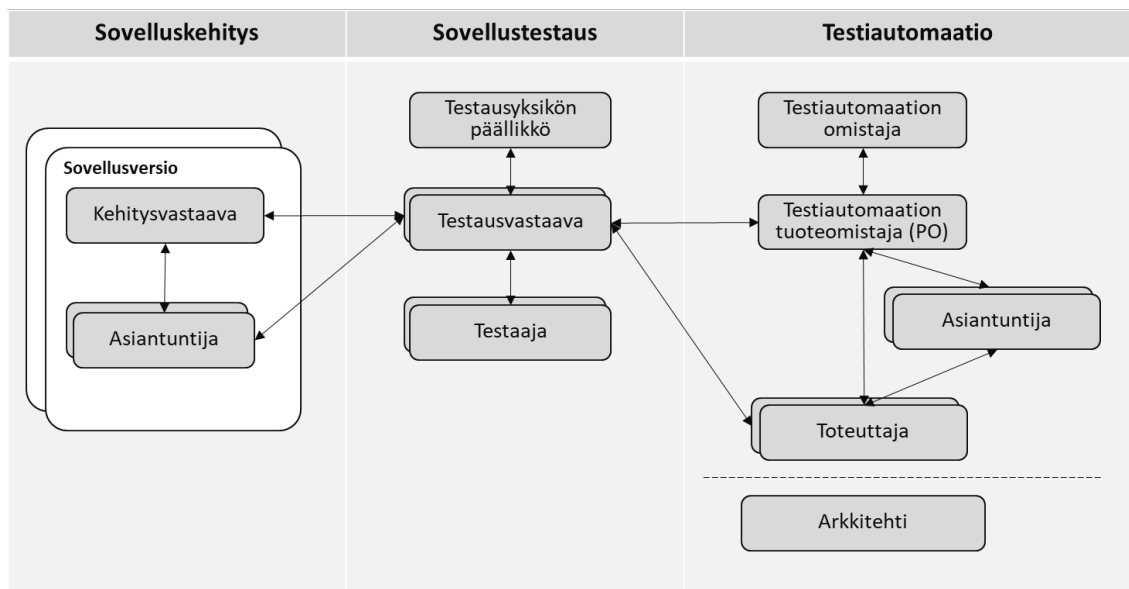 Sovelluskehitys
Sovellustestaus
Testiautomaatio
Sovellusversio
Kehitysvastaava
Asiantuntija
Testausyksikön
päällikkö
Testausvastaava
Testaaja
Testiautomaation
omistaja
Testiautomaation
tuoteomistaja (PO)
Asiantuntija
Toteuttaja
Arkkitehti